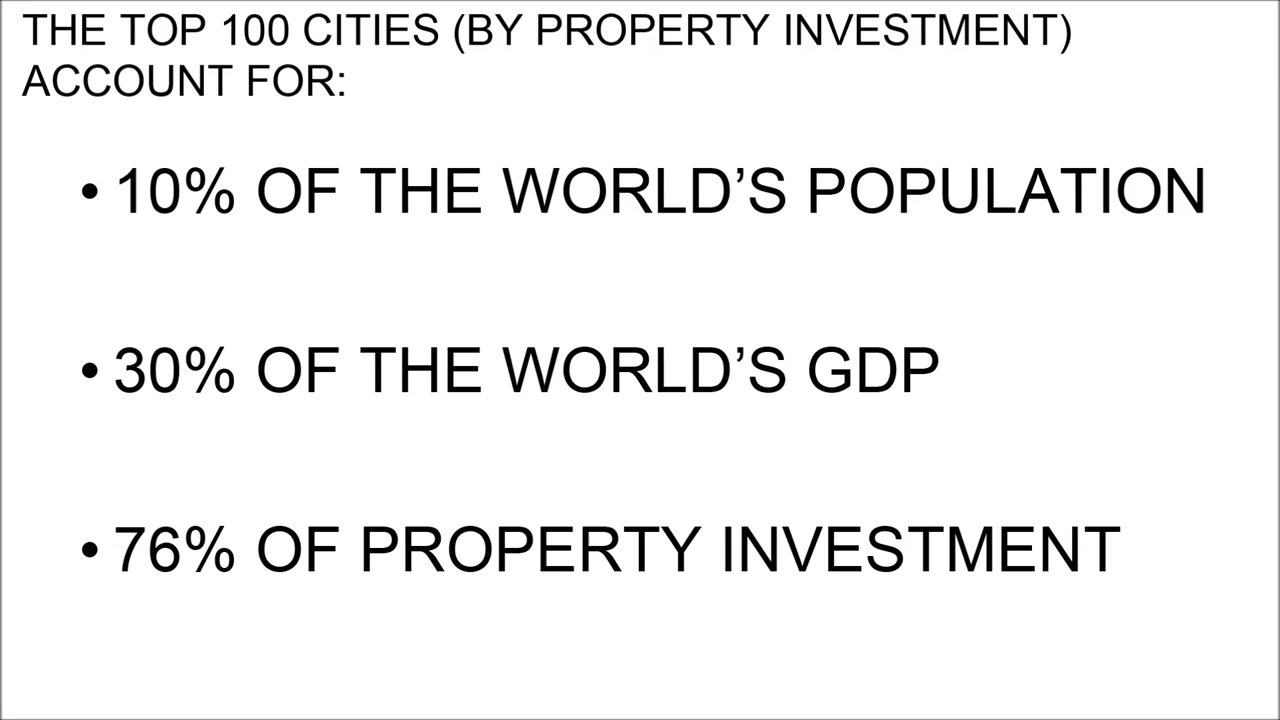 THE TOP 100 CITIES (BY PROPERTY INVESTMENT)
ACCOUNT FOR:
• 10% OF THE WORLD’S POPULATION
• 30% OF THE WORLD’S GDP
• 76% OF PROPERTY INVESTMENT